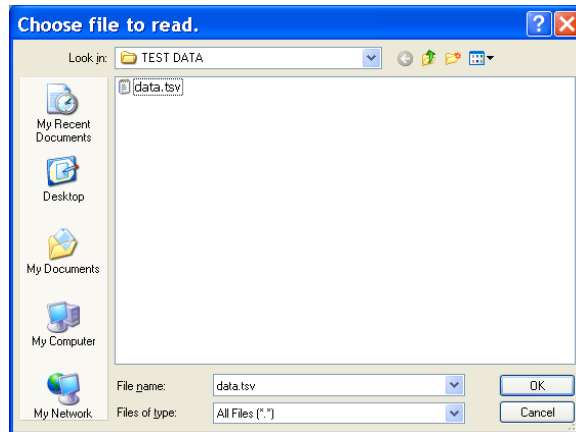 Choose file to read.
Look in: TEST DATA
data.tsv
My Recent
Documents
Desktop
My Documents
My Computer
My Network
File name: data.tsv OK
Files of type: All Files (*.*) Cancel